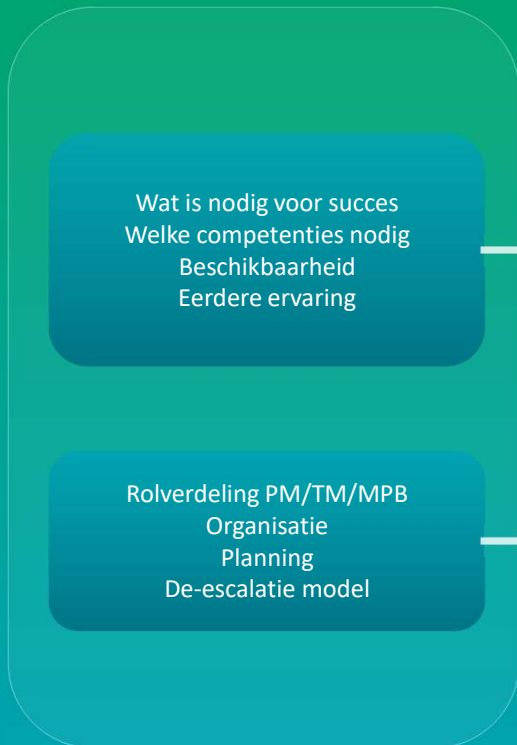 Wat is nodig voor succes
Welke competenties nodig
Beschikbaarheid
Eerdere ervaring
Rolverdeling PM/TM/MPB
Organisatie
Planning
De-escalatie model